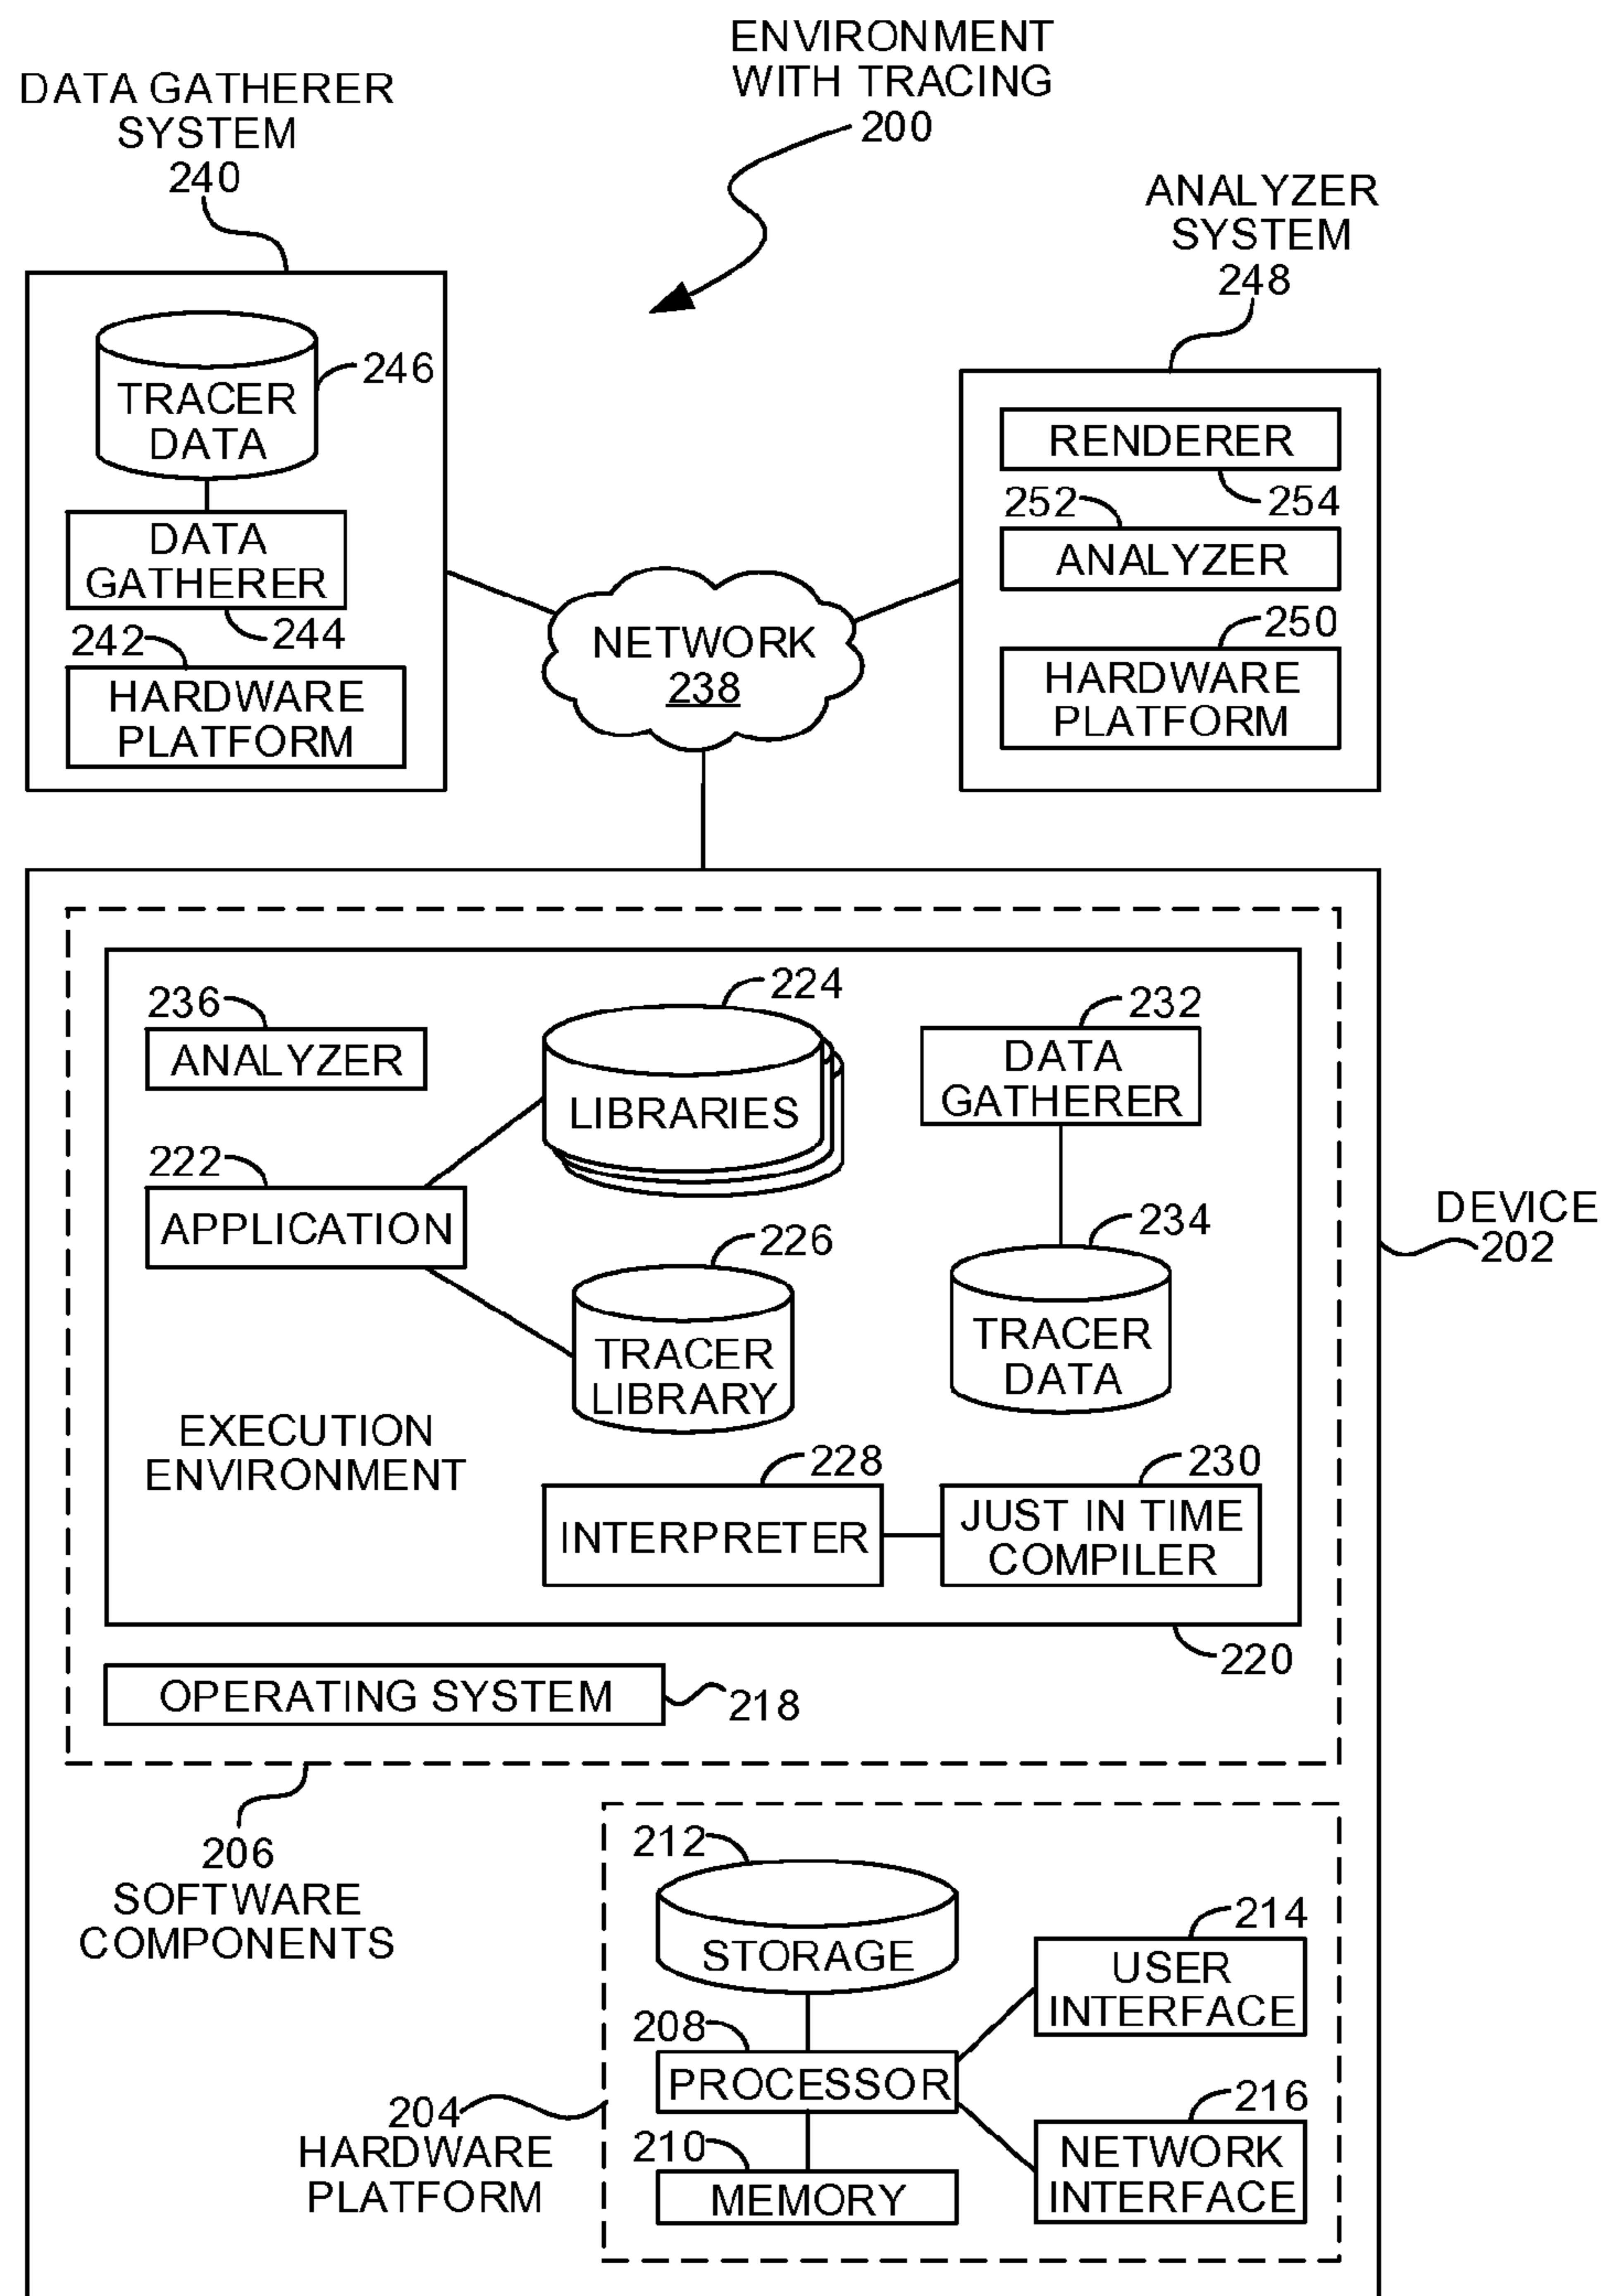 ENVIRONMENT
WITH TRACING
200
DATA GATHERER
SYSTEM
240
ANALYZER
SYSTEM
248
246
TRACER
DATA
DATA
GATHERER
244
242
HARDWARE
PLATFORM
NETWORK
238
RENDERER
254
252
ANALYZER
250
HARDWARE
PLATFORM
236
ANALYZER
224
LIBRARIES
232
DATA
GATHERER
222
APPLICATION
226
TRACER
LIBRARY
234
TRACER
DATA
DEVICE
202
EXECUTION
ENVIRONMENT
228
INTERPRETER
230
JUST IN TIME
COMPILER
220
OPERATING SYSTEM
218
206
SOFTWARE
COMPONENTS
212
STORAGE
214
USER
INTERFACE
208
PROCESSOR
204
HARDWARE
PLATFORM
210
MEMORY
216
NETWORK
INTERFACE